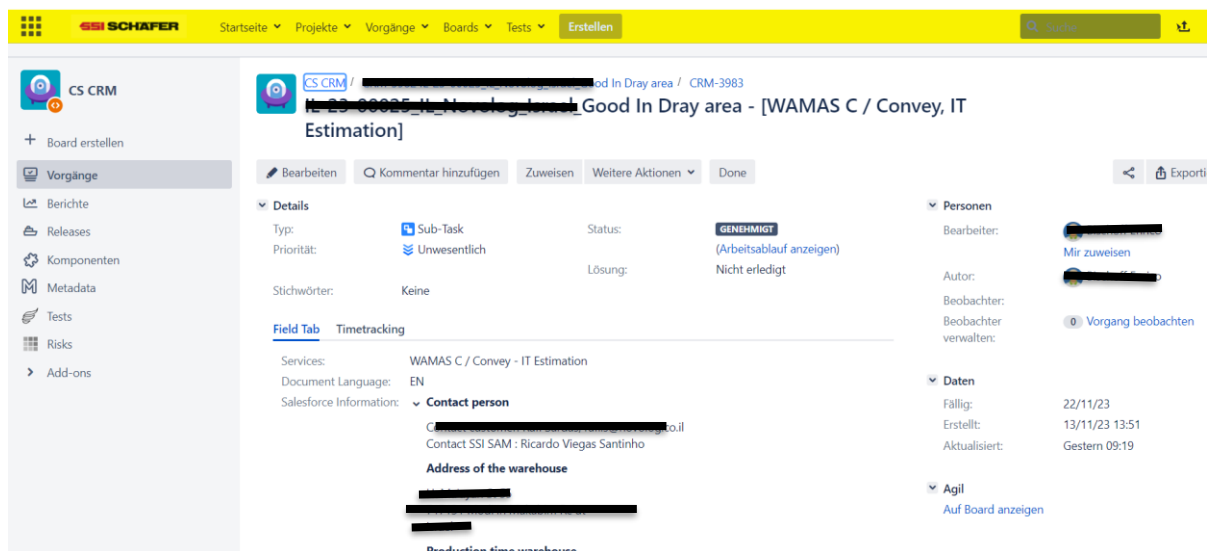 SSI SCHÄFER Startseite Projekte Vorgänge Boards Tests Erstellen
CS CRM
CS CRM / ood In Dray area / CRM-3983
Good In Dray area - [WAMAS C / Convey, IT
Estimation]
Board erstellen
Vorgänge
Berichte
Releases
Komponenten
Metadata
Tests
Risks
Add-ons
Bearbeiten Kommentar hinzufügen Zuweisen Weitere Aktionen Done Exporti
Details
Typ: Sub-Task Status: GENEHMIGT
Priorität: Unwesentlich (Arbeitsablauf anzeigen)
Lösung: Nicht erledigt
Stichwörter: Keine
Field Tab Timetracking
Services: WAMAS C / Convey - IT Estimation
Document Language: EN
Salesforce Information: Contact person
co.il
Contact SSI SAM : Ricardo Viegas Santinho
Address of the warehouse
Production time warehouse
Personen
Bearbeiter:
Mir zuweisen
Autor:
Beobachter:
Beobachter 0 Vorgang beobachten
verwalten:
Daten
Fällig: 22/11/23
Erstellt: 13/11/23 13:51
Aktualisiert: Gestern 09:19
Agil
Auf Board anzeigen